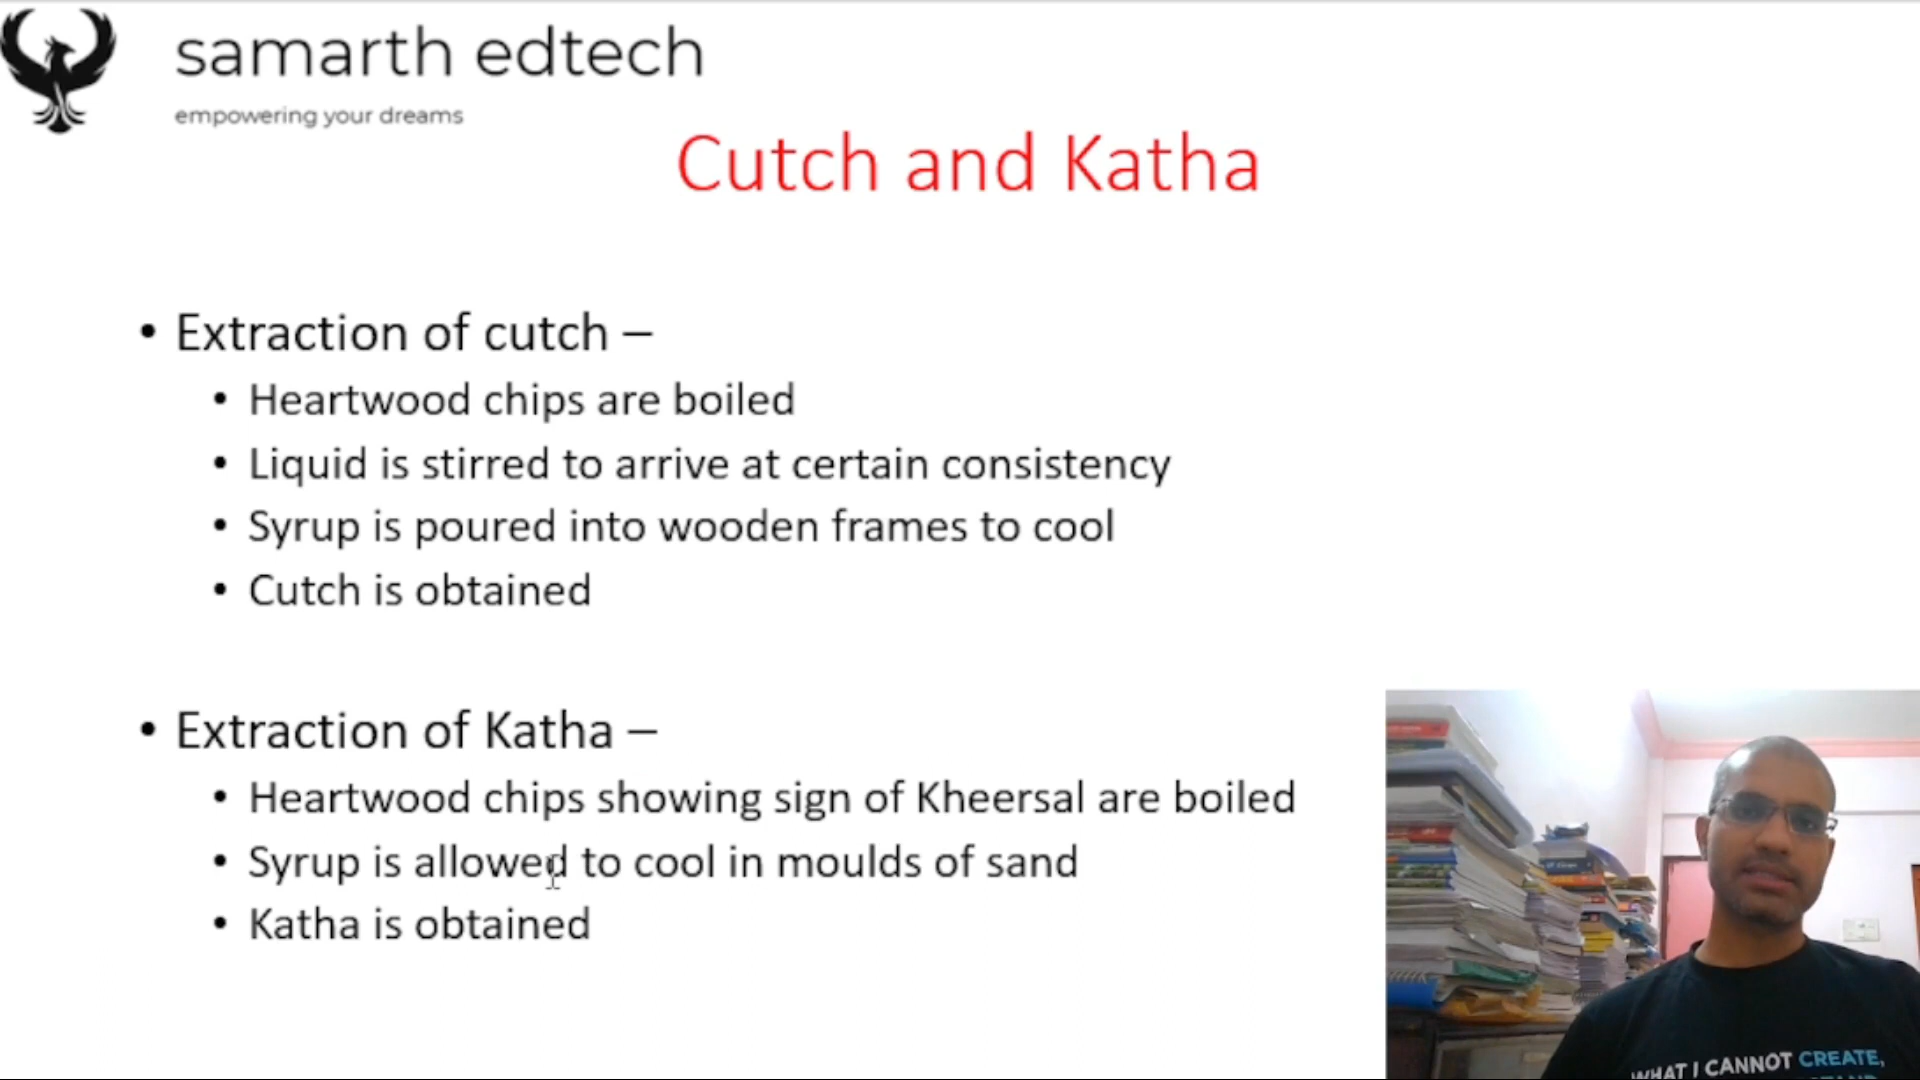 samarth edtech
empowering your dreams
Cutch and Katha
• Extraction of cutch –
• Heartwood chips are boiled
• Liquid is stirred to arrive at certain consistency
• Syrup is poured into wooden frames to cool
• Cutch is obtained
• Extraction of Katha –
• Heartwood chips showing sign of Kheersal are boiled
• Syrup is allowed to cool in moulds of sand
• Katha is obtained
WHAT I CANNOT CREATE,